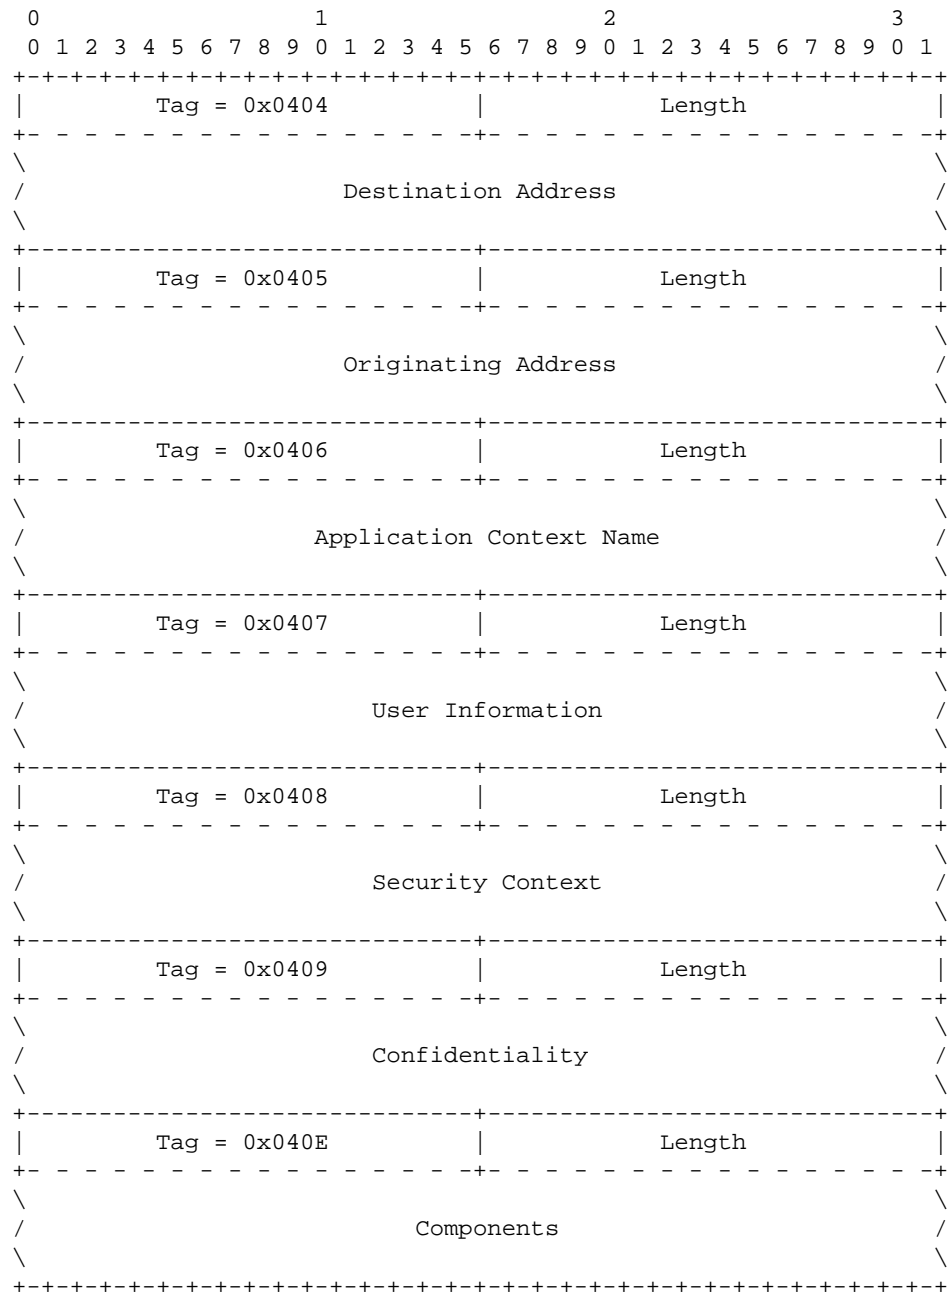 0                   1                   2                   3
 0 1 2 3 4 5 6 7 8 9 0 1 2 3 4 5 6 7 8 9 0 1 2 3 4 5 6 7 8 9 0 1
+-+-+-+-+-+-+-+-+-+-+-+-+-+-+-+-+-+-+-+-+-+-+-+-+-+-+-+-+-+-+-+-+
|         Tag = 0x0404          |            Length             |
+- - - - - - - - - - - - - - - -+- - - - - - - - - - - - - - - -+
\                                                               \
/                      Destination Address                      /
\                                                               \
+-------------------------------+-------------------------------+
|         Tag = 0x0405          |            Length             |
+- - - - - - - - - - - - - - - -+- - - - - - - - - - - - - - - -+
\                                                               \
/                      Originating Address                      /
\                                                               \
+-------------------------------+-------------------------------+
|         Tag = 0x0406          |            Length             |
+- - - - - - - - - - - - - - - -+- - - - - - - - - - - - - - - -+
\                                                               \
/                    Application Context Name                   /
\                                                               \
+-------------------------------+-------------------------------+
|         Tag = 0x0407          |            Length             |
+- - - - - - - - - - - - - - - -+- - - - - - - - - - - - - - - -+
\                                                               \
/                        User Information                       /
\                                                               \
+-------------------------------+-------------------------------+
|         Tag = 0x0408          |            Length             |
+- - - - - - - - - - - - - - - -+- - - - - - - - - - - - - - - -+
\                                                               \
/                        Security Context                       /
\                                                               \
+-------------------------------+-------------------------------+
|         Tag = 0x0409          |            Length             |
+- - - - - - - - - - - - - - - -+- - - - - - - - - - - - - - - -+
\                                                               \
/                        Confidentiality                        /
\                                                               \
+-------------------------------+-------------------------------+
|         Tag = 0x040E          |            Length             |
+- - - - - - - - - - - - - - - -+- - - - - - - - - - - - - - - -+
\                                                               \
/                           Components                          /
\                                                               \
+-+-+-+-+-+-+-+-+-+-+-+-+-+-+-+-+-+-+-+-+-+-+-+-+-+-+-+-+-+-+-+-+